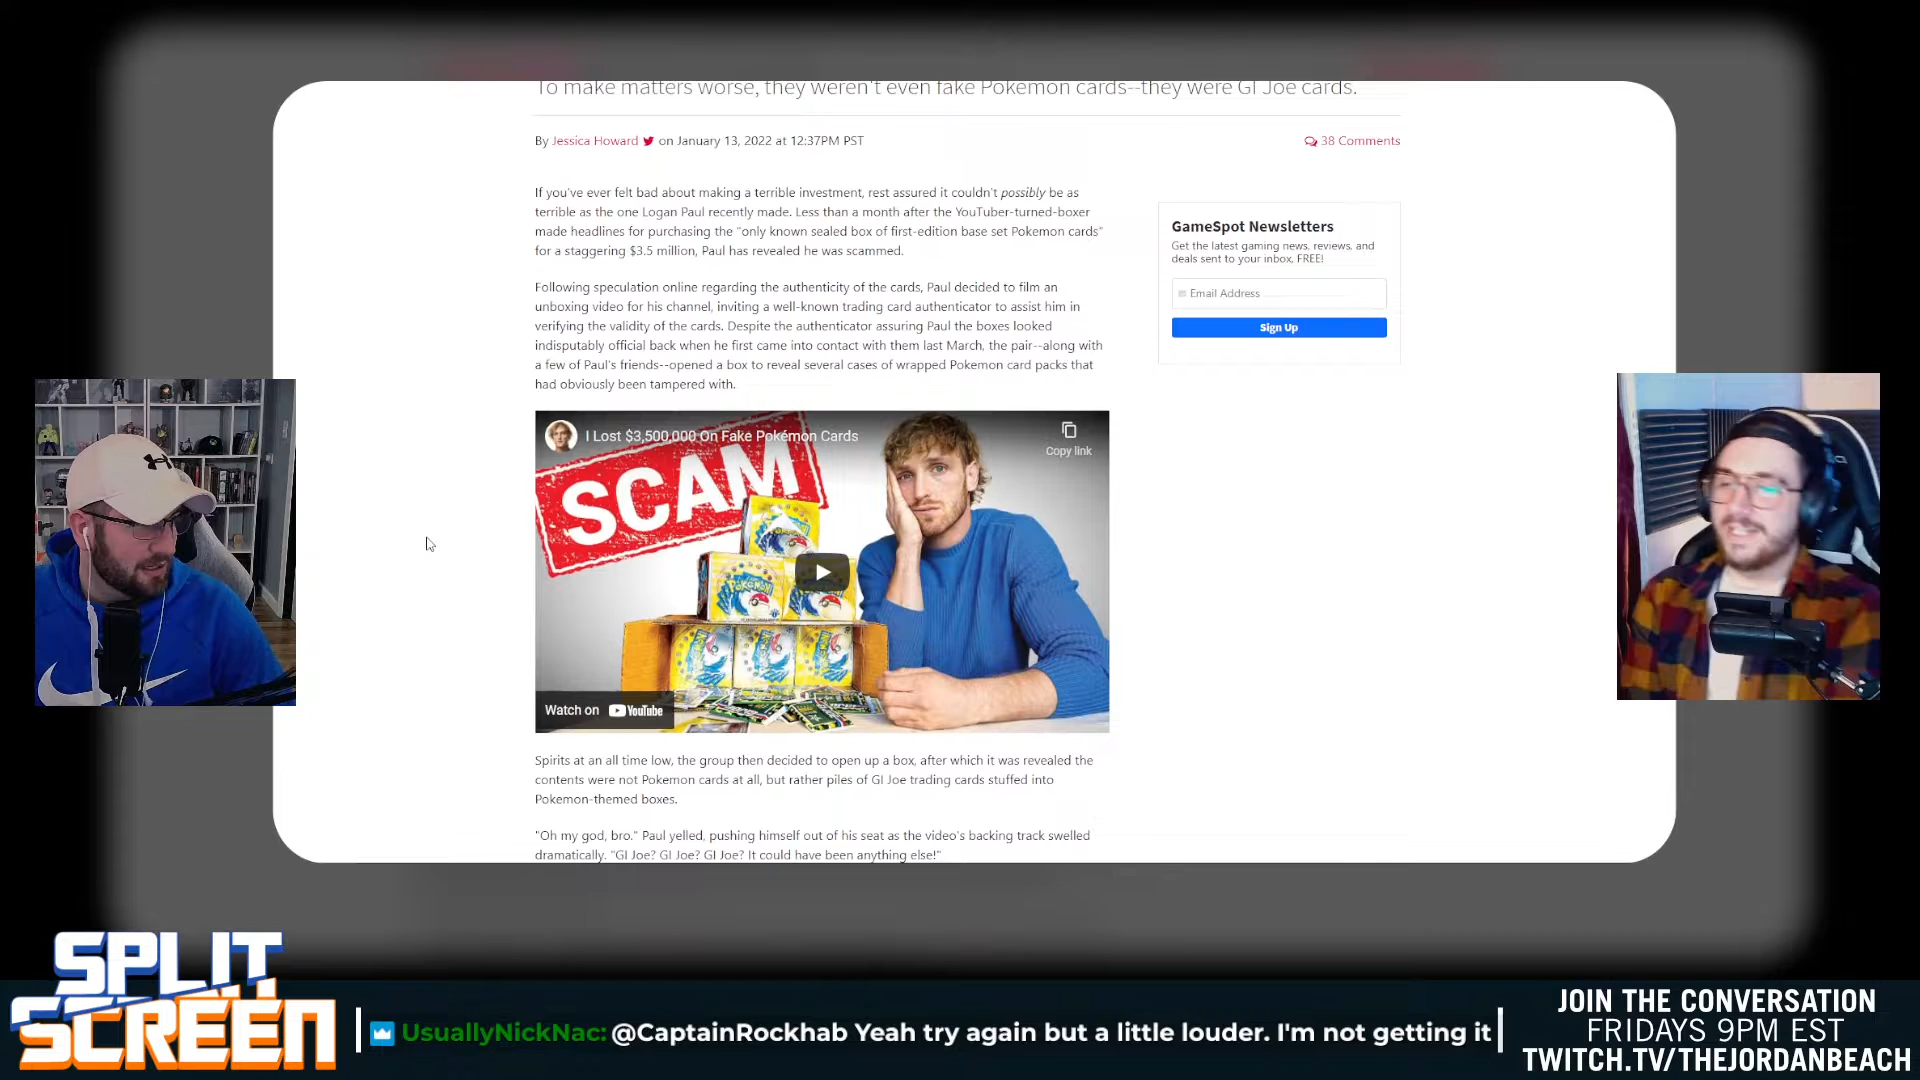 To make matters worse, they weren't even fake Pokemon cards--they were GI Joe cards.
By Jessica Howard on January 13, 2022 at 12:37PM PST
38 Comments
If you've ever felt bad about making a terrible investment, rest assured it couldn't possibly be as
terrible as the one Logan Paul recently made. Less than a month after the YouTuber-turned-boxer
made headlines for purchasing the "only known sealed box of first-edition base set Pokemon cards"
for a staggering $3.5 million, Paul has revealed he was scammed.
Following speculation online regarding the authenticity of the cards, Paul decided to film an
unboxing video for his channel, inviting a well-known trading card authenticator to assist him in
verifying the validity of the cards. Despite the authenticator assuring Paul the boxes looked
indisputably official back when he first came into contact with them last March, the pair--along with
a few of Paul's friends--opened a box to reveal several cases of wrapped Pokemon card packs that
had obviously been tampered with.
GameSpot Newsletters
Get the latest gaming news, reviews, and
deals sent to your inbox, FREE!
Email Address
Sign Up
I Lost $3,500,000 On Fake Pokémon Cards
Copy link
SCAM
POKéMON
Watch on YouTube
Spirits at an all time low, the group then decided to open up a box, after which it was revealed the
contents were not Pokemon cards at all, but rather piles of GI Joe trading cards stuffed into
Pokemon-themed boxes.
"Oh my god, bro." Paul yelled, pushing himself out of his seat as the video's backing track swelled
dramatically. "GI Joe? GI Joe? GI Joe? It could have been anything else!"
SPLIT
SCREEN
UsuallyNickNac: @CaptainRockhab Yeah try again but a little louder. I'm not getting it
JOIN THE CONVERSATION
FRIDAYS 9PM EST
TWITCH.TV/THEJORDANBEACH